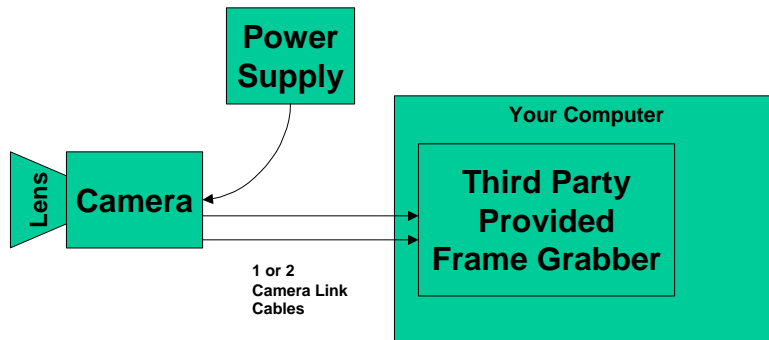 Power
Supply
Your Computer
Lens
Camera
Third Party
Provided
Frame Grabber
1 or 2
Camera Link
Cables